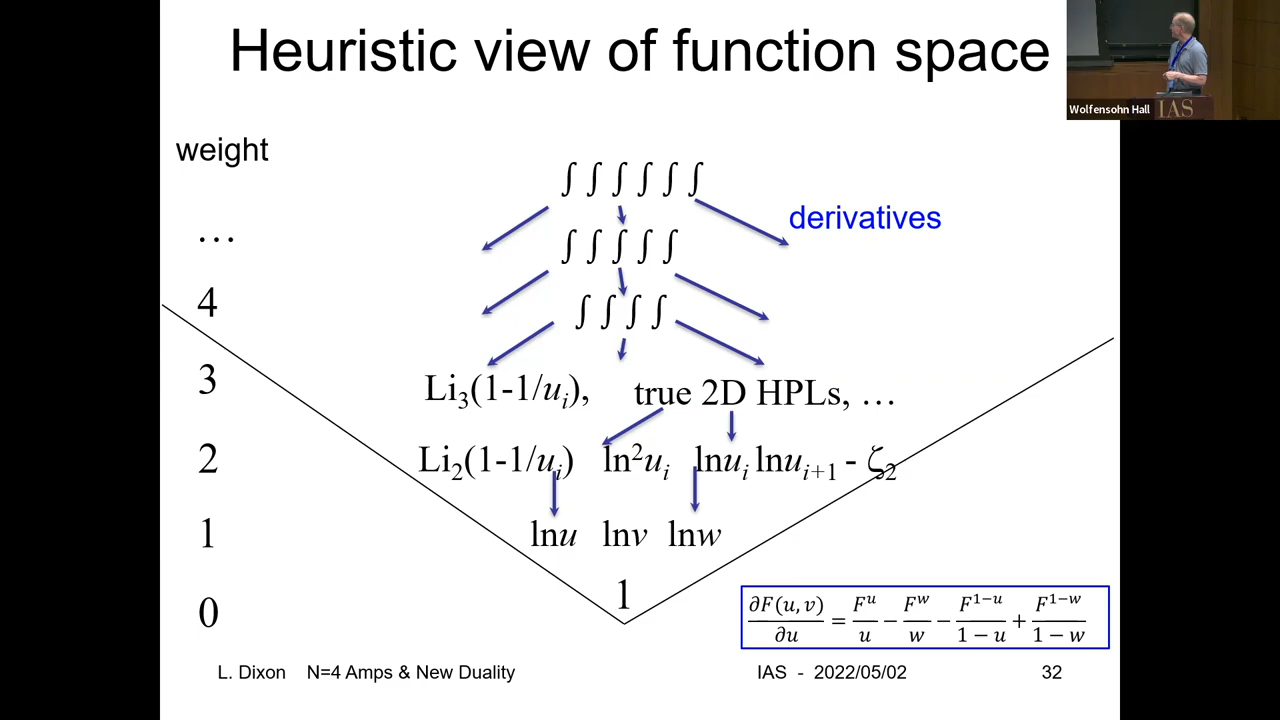 Heuristic view of function space
Wolfensohn Hall
IAS
weight
∫ ∫ ∫ ∫ ∫ ∫
derivatives
…
∫ ∫ ∫ ∫ ∫
4
∫ ∫ ∫ ∫
3
Li₃(1-1/uᵢ), true 2D HPLs, …
2
Li₂(1-1/uᵢ) ln²uᵢ lnuᵢ lnuᵢ₊₁ - ζ₂
1
lnu lnv lnw
0
1
∂F(u,v)/∂u = Fᵘ/u − Fʷ/w − F¹⁻ᵘ/(1−u) + F¹⁻ʷ/(1−w)
L. Dixon N=4 Amps & New Duality IAS - 2022/05/02 32